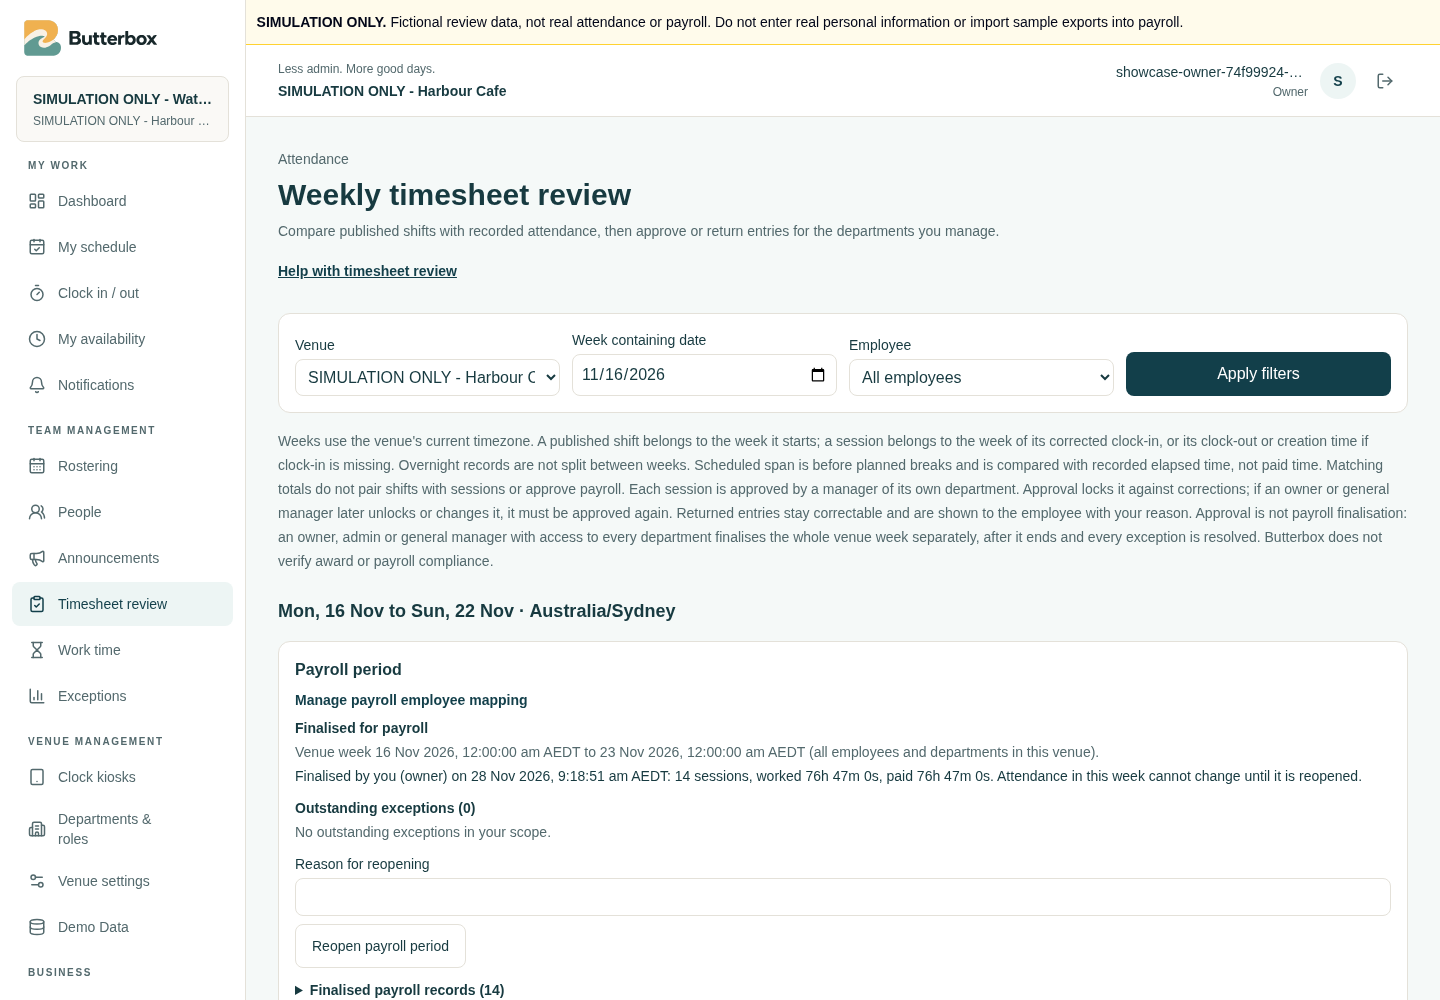 Butterbox
SIMULATION ONLY - Wat...
SIMULATION ONLY - Harbour ...
MY WORK
Dashboard
My schedule
Clock in / out
My availability
Notifications
TEAM MANAGEMENT
Rostering
People
Announcements
Timesheet review
Work time
Exceptions
VENUE MANAGEMENT
Clock kiosks
Departments &
roles
Venue settings
Demo Data
BUSINESS
SIMULATION ONLY. Fictional review data, not real attendance or payroll. Do not enter real personal information or import sample exports into payroll.
Less admin. More good days.
SIMULATION ONLY - Harbour Cafe
showcase-owner-74f99924-...
Owner
S
Attendance
Weekly timesheet review
Compare published shifts with recorded attendance, then approve or return entries for the departments you manage.
Help with timesheet review
Venue
SIMULATION ONLY - Harbour C
Week containing date
11/16/2026
Employee
All employees
Apply filters
Weeks use the venue's current timezone. A published shift belongs to the week it starts; a session belongs to the week of its corrected clock-in, or its clock-out or creation time if
clock-in is missing. Overnight records are not split between weeks. Scheduled span is before planned breaks and is compared with recorded elapsed time, not paid time. Matching
totals do not pair shifts with sessions or approve payroll. Each session is approved by a manager of its own department. Approval locks it against corrections; if an owner or general
manager later unlocks or changes it, it must be approved again. Returned entries stay correctable and are shown to the employee with your reason. Approval is not payroll finalisation:
an owner, admin or general manager with access to every department finalises the whole venue week separately, after it ends and every exception is resolved. Butterbox does not
verify award or payroll compliance.
Mon, 16 Nov to Sun, 22 Nov · Australia/Sydney
Payroll period
Manage payroll employee mapping
Finalised for payroll
Venue week 16 Nov 2026, 12:00:00 am AEDT to 23 Nov 2026, 12:00:00 am AEDT (all employees and departments in this venue).
Finalised by you (owner) on 28 Nov 2026, 9:18:51 am AEDT: 14 sessions, worked 76h 47m 0s, paid 76h 47m 0s. Attendance in this week cannot change until it is reopened.
Outstanding exceptions (0)
No outstanding exceptions in your scope.
Reason for reopening
Reopen payroll period
Finalised payroll records (14)